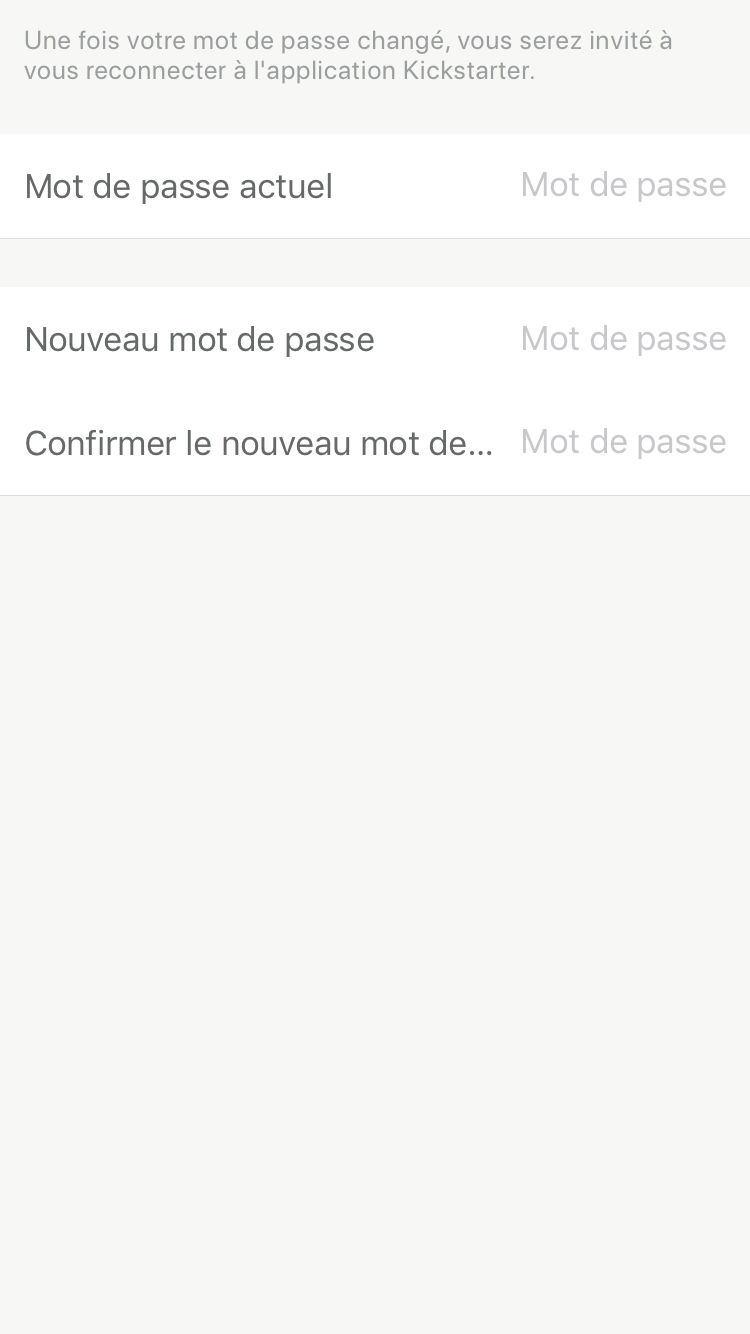 Une fois votre mot de passe changé, vous serez invité à
vous reconnecter à l'application Kickstarter.
Mot de passe actuel Mot de passe
Nouveau mot de passe Mot de passe
Confirmer le nouveau mot de... Mot de passe